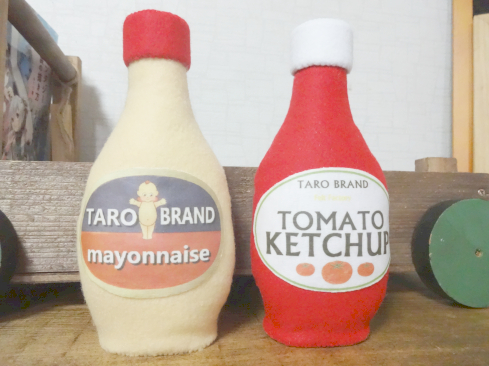 TARO BRAND
mayonnaise
TARO BRAND
TOMATO
KETCHUP